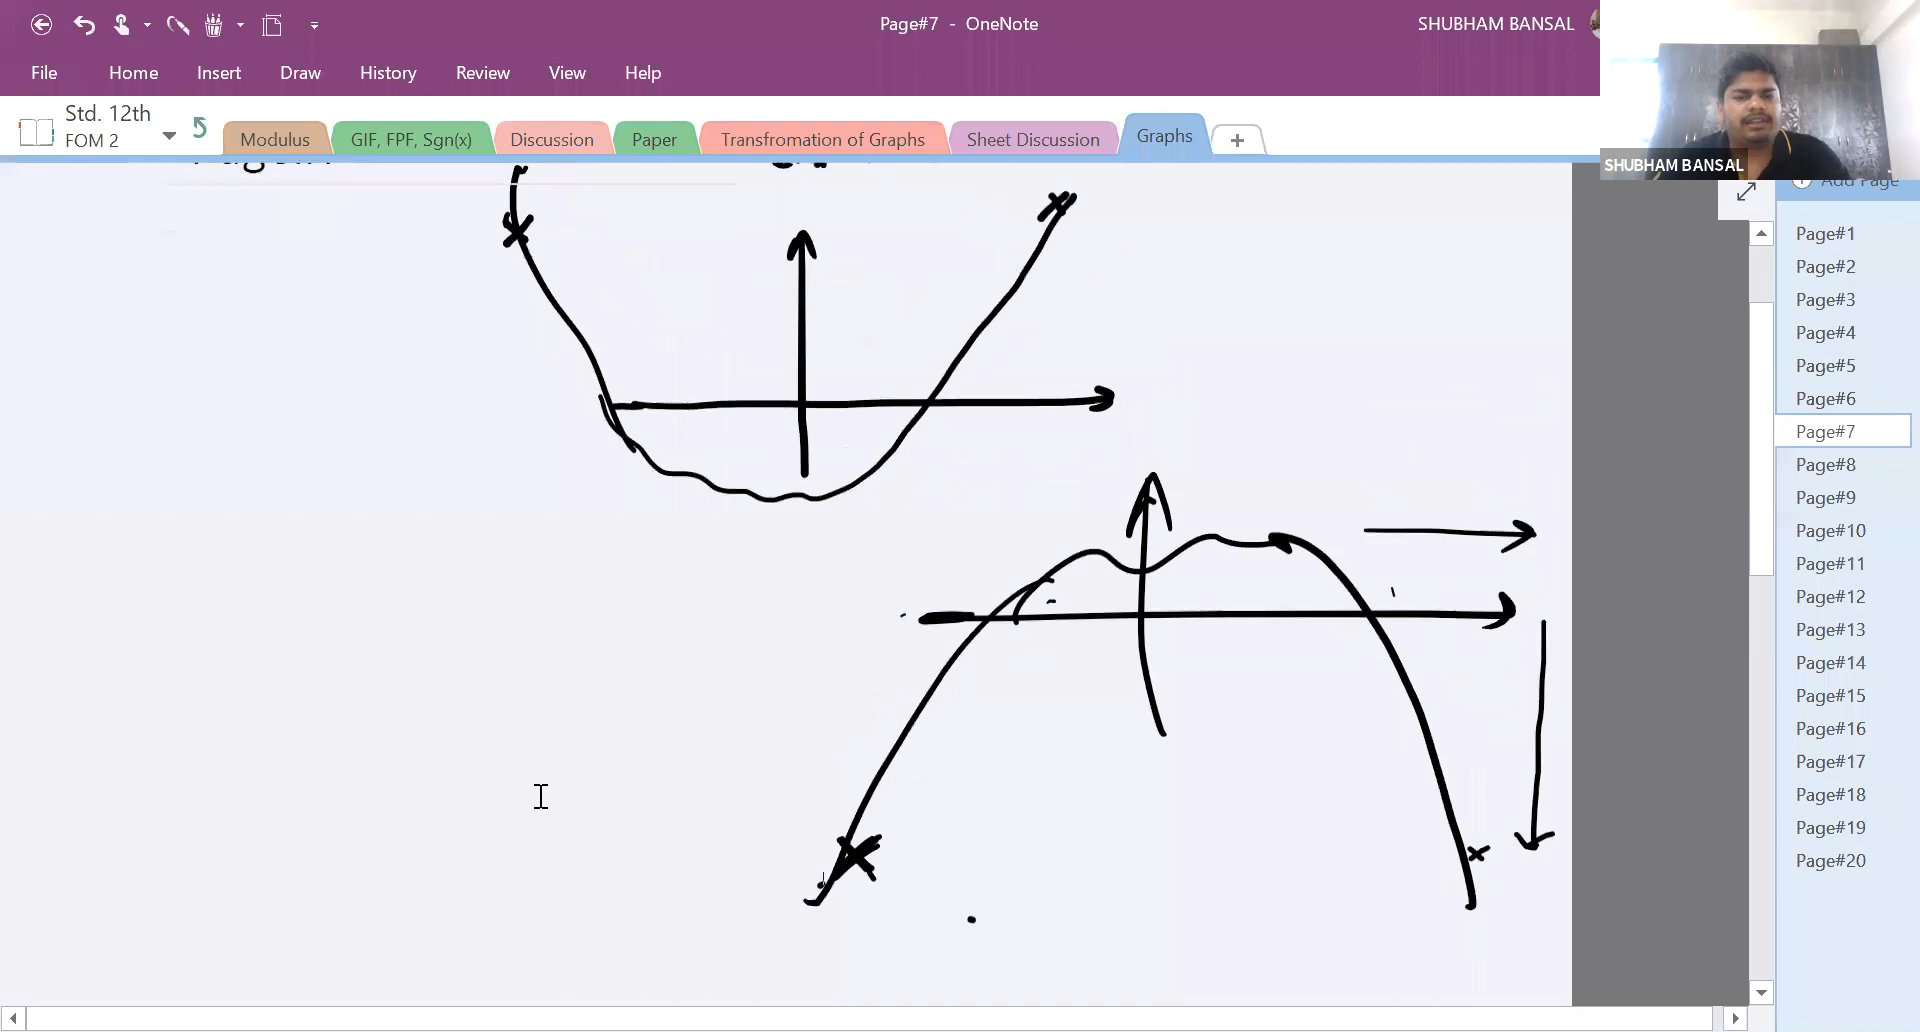 Page#7 - OneNote
SHUBHAM BANSAL
File Home Insert Draw History Review View Help
Std. 12th
FOM 2
Modulus
GIF, FPF, Sgn(x)
Discussion
Paper
Transfromation of Graphs
Sheet Discussion
Graphs
+
SHUBHAM BANSAL
Add Page
Page#1
Page#2
Page#3
Page#4
Page#5
Page#6
Page#7
Page#8
Page#9
Page#10
Page#11
Page#12
Page#13
Page#14
Page#15
Page#16
Page#17
Page#18
Page#19
Page#20